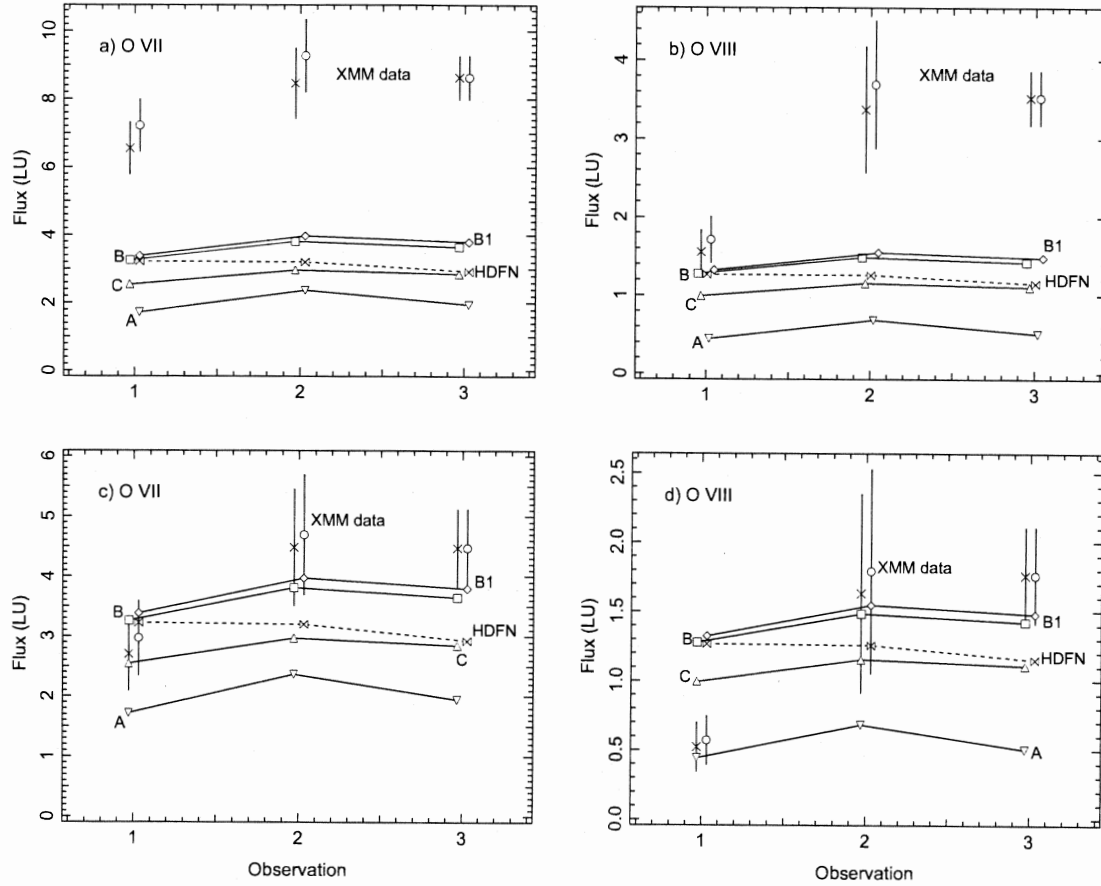 a) O VII
XMM data
B
B1
C
HDFN
A
Flux (LU)
0
2
4
6
8
10
1
2
3
b) O VIII
XMM data
B
B1
C
HDFN
A
Flux (LU)
0
1
2
3
4
1
2
3
c) O VII
XMM data
B
B1
HDFN
C
A
Flux (LU)
0
1
2
3
4
5
6
1
2
3
Observation
d) O VIII
XMM data
B
B1
C
HDFN
A
Flux (LU)
0.0
0.5
1.0
1.5
2.0
2.5
1
2
3
Observation